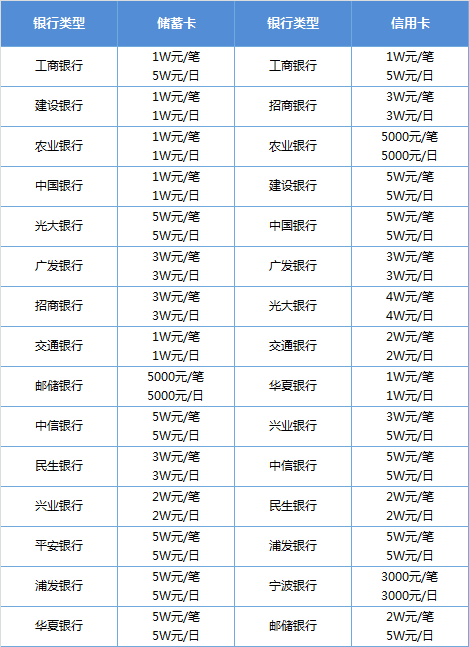 银行类型 储蓄卡 银行类型 信用卡
工商银行 1W元/笔 工商银行 1W元/笔
5W元/日 5W元/日
建设银行 1W元/笔 招商银行 3W元/笔
1W元/日 3W元/日
农业银行 1W元/笔 农业银行 5000元/笔
1W元/日 5000元/日
中国银行 1W元/笔 建设银行 5W元/笔
1W元/日 5W元/日
光大银行 5W元/笔 中国银行 5W元/笔
5W元/日 5W元/日
广发银行 3W元/笔 广发银行 3W元/笔
3W元/日 3W元/日
招商银行 3W元/笔 光大银行 4W元/笔
3W元/日 4W元/日
交通银行 1W元/笔 交通银行 2W元/笔
1W元/日 2W元/日
邮储银行 5000元/笔 华夏银行 1W元/笔
5000元/日 1W元/日
中信银行 5W元/笔 兴业银行 3W元/笔
5W元/日 5W元/日
民生银行 3W元/笔 中信银行 5W元/笔
3W元/日 5W元/日
兴业银行 2W元/笔 民生银行 2W元/笔
2W元/日 2W元/日
平安银行 5W元/笔 浦发银行 5W元/笔
5W元/日 5W元/日
浦发银行 5W元/笔 宁波银行 3000元/笔
5W元/日 3000元/日
华夏银行 5W元/笔 邮储银行 2W元/笔
5W元/日 5W元/日